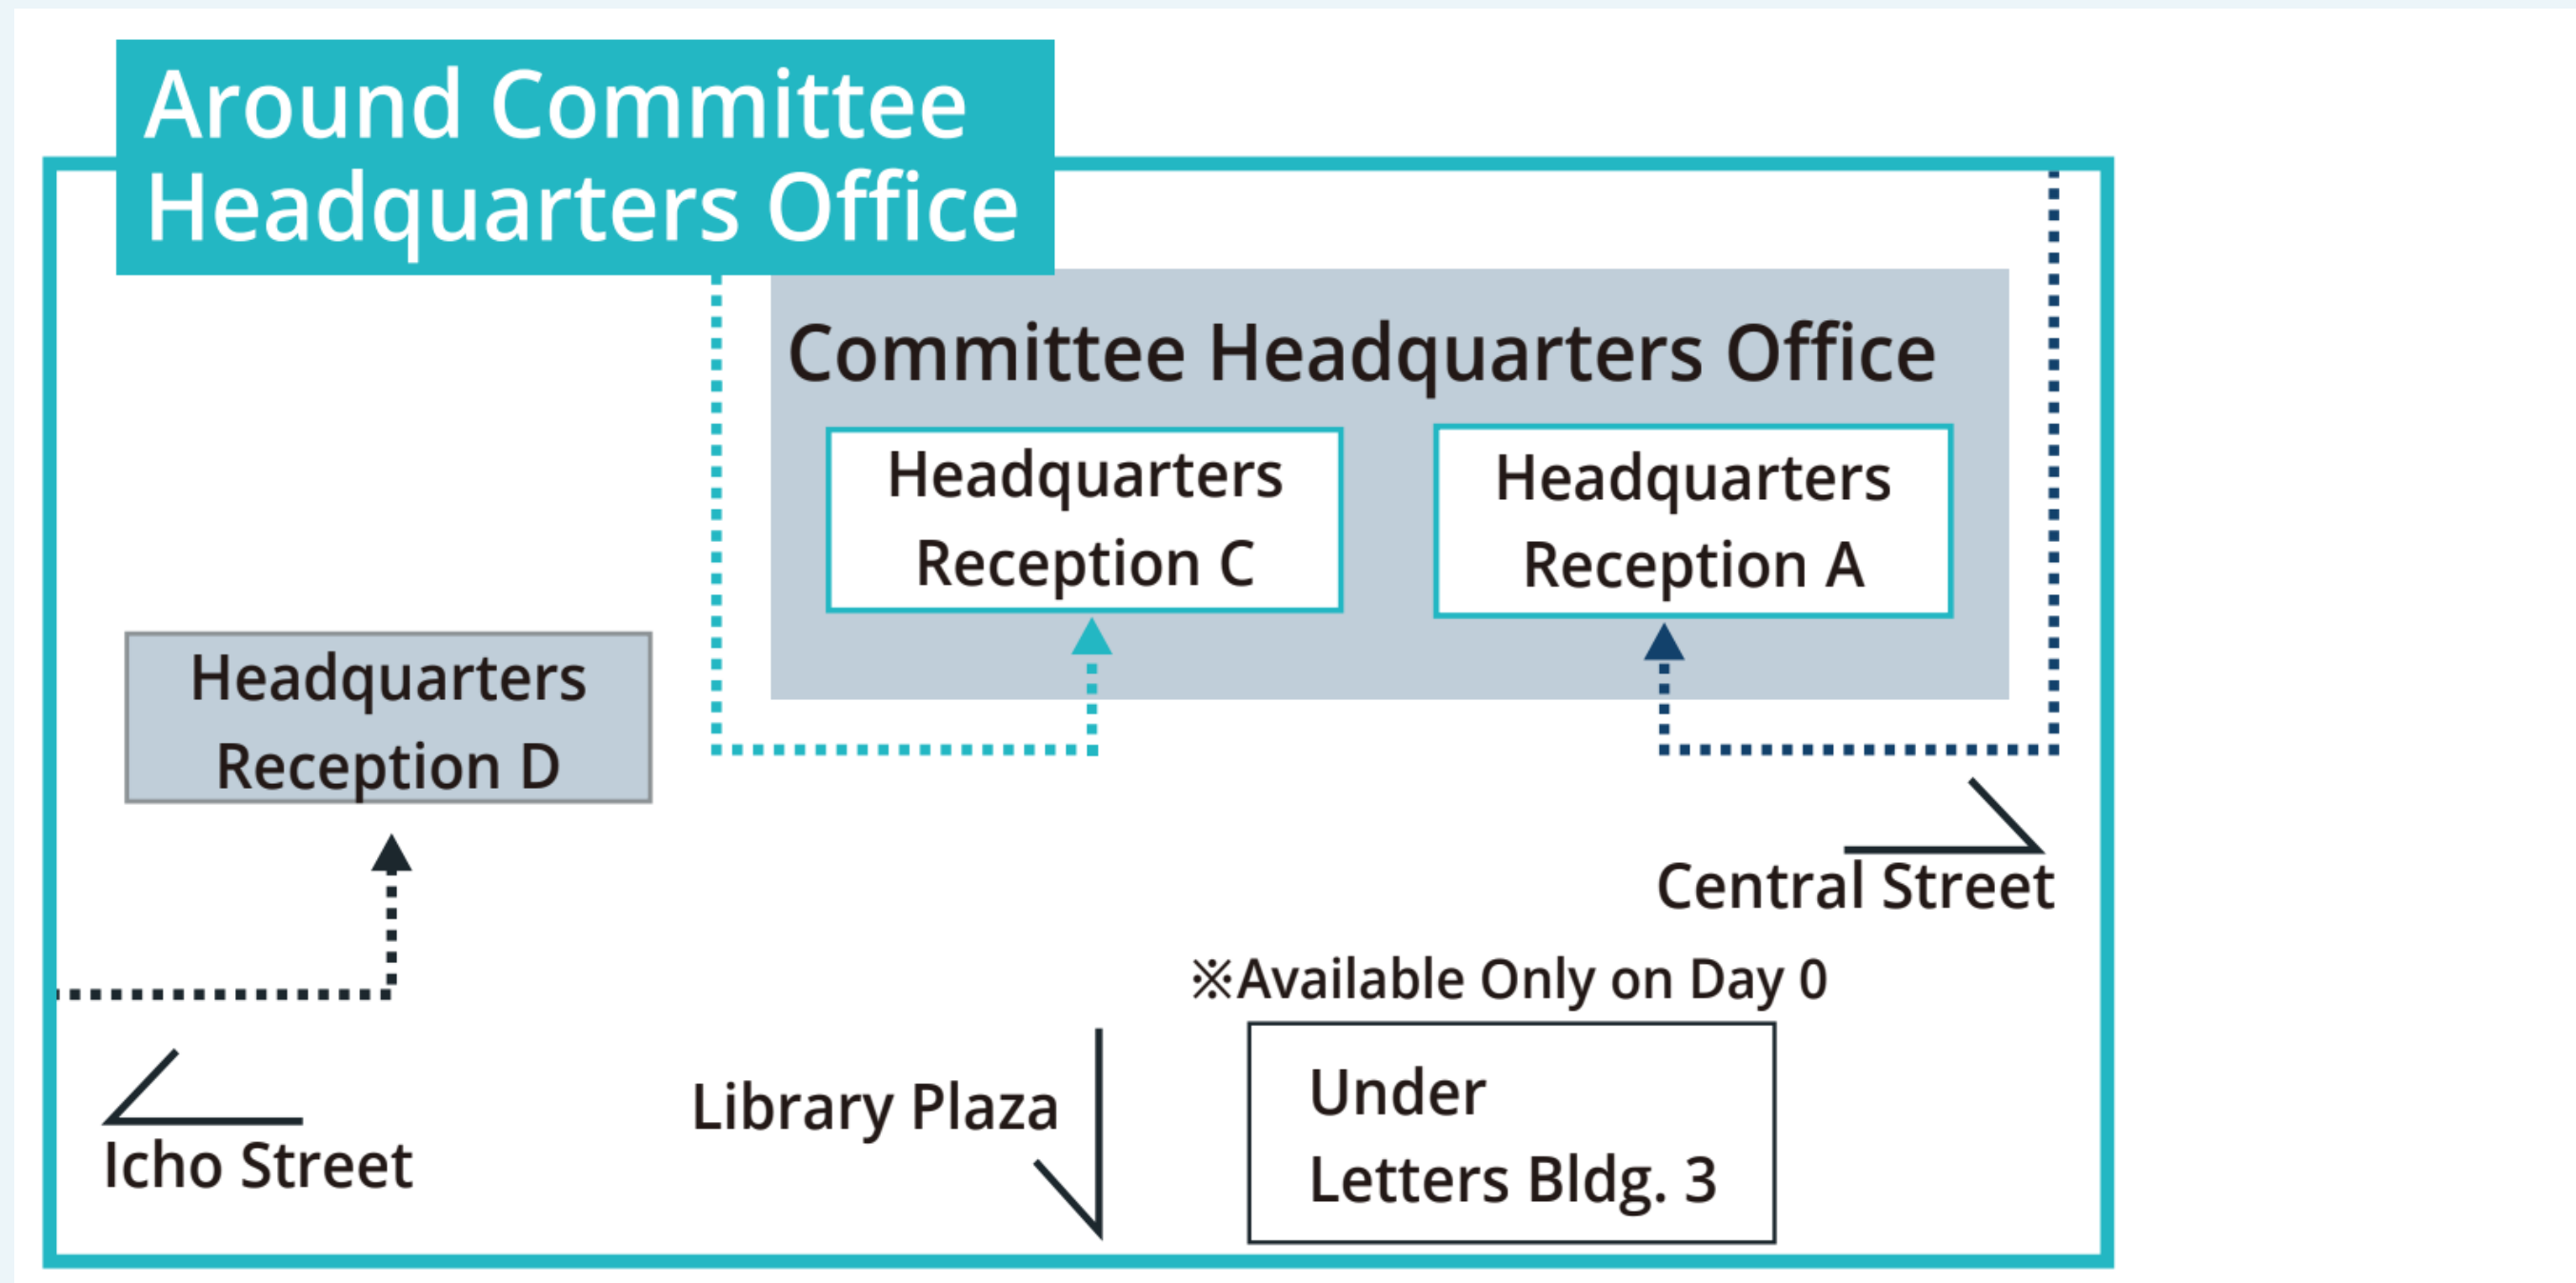 Around Committee
Headquarters Office
Committee Headquarters Office
Headquarters
Reception C
Headquarters
Reception A
Headquarters
Reception D
Central Street
※Available Only on Day 0
Under
Letters Bldg. 3
Library Plaza
Icho Street